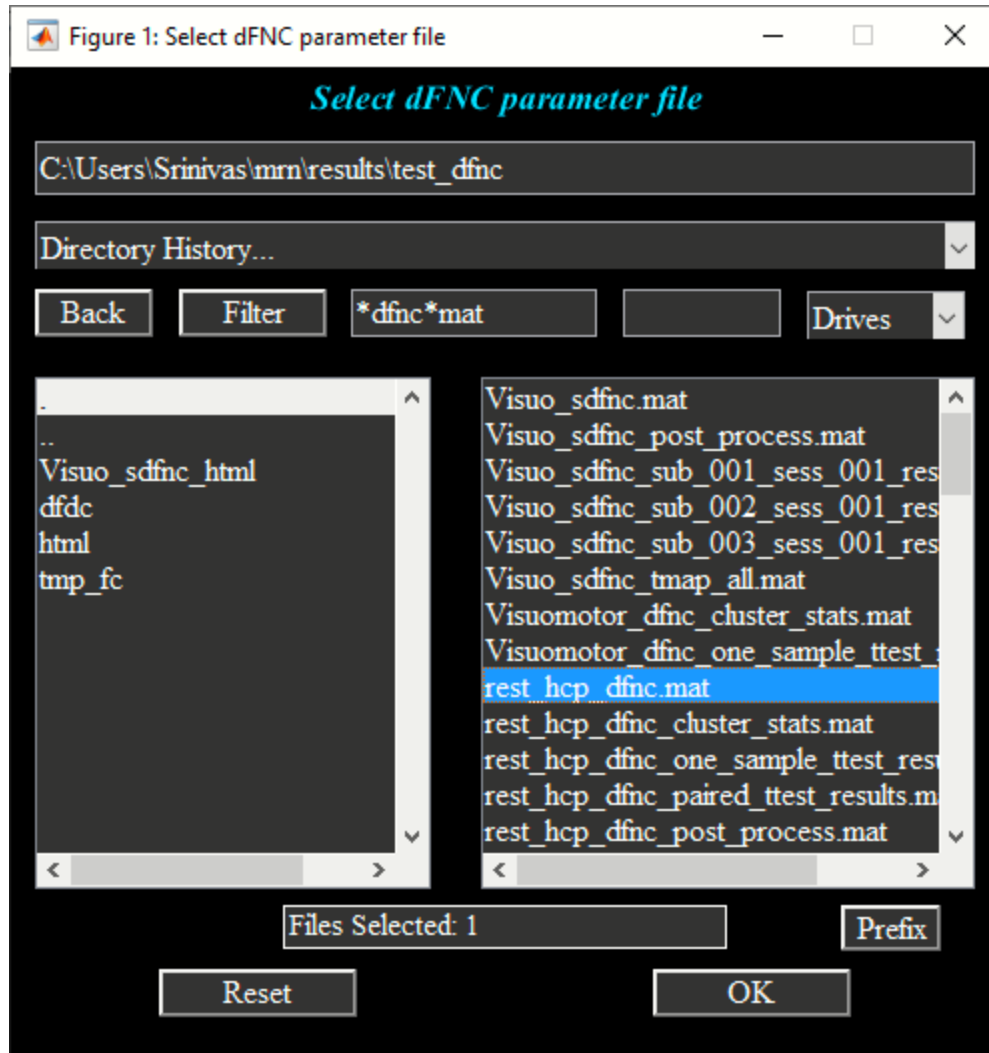 Figure 1: Select dFNC parameter file
Select dFNC parameter file
C:\Users\Srinivas\mrn\results\test_dfnc
Directory History...
Back
Filter
*dfnc*mat
Drives
.
..
Visuo_sdfnc_html
dfdc
html
tmp_fc
Visuo_sdfnc.mat
Visuo_sdfnc_post_process.mat
Visuo_sdfnc_sub_001_sess_001_res
Visuo_sdfnc_sub_002_sess_001_res
Visuo_sdfnc_sub_003_sess_001_res
Visuo_sdfnc_tmap_all.mat
Visuomotor_dfnc_cluster_stats.mat
Visuomotor_dfnc_one_sample_ttest_
rest_hcp_dfnc.mat
rest_hcp_dfnc_cluster_stats.mat
rest_hcp_dfnc_one_sample_ttest_res
rest_hcp_dfnc_paired_ttest_results.m
rest_hcp_dfnc_post_process.mat
Files Selected: 1
Prefix
Reset
OK